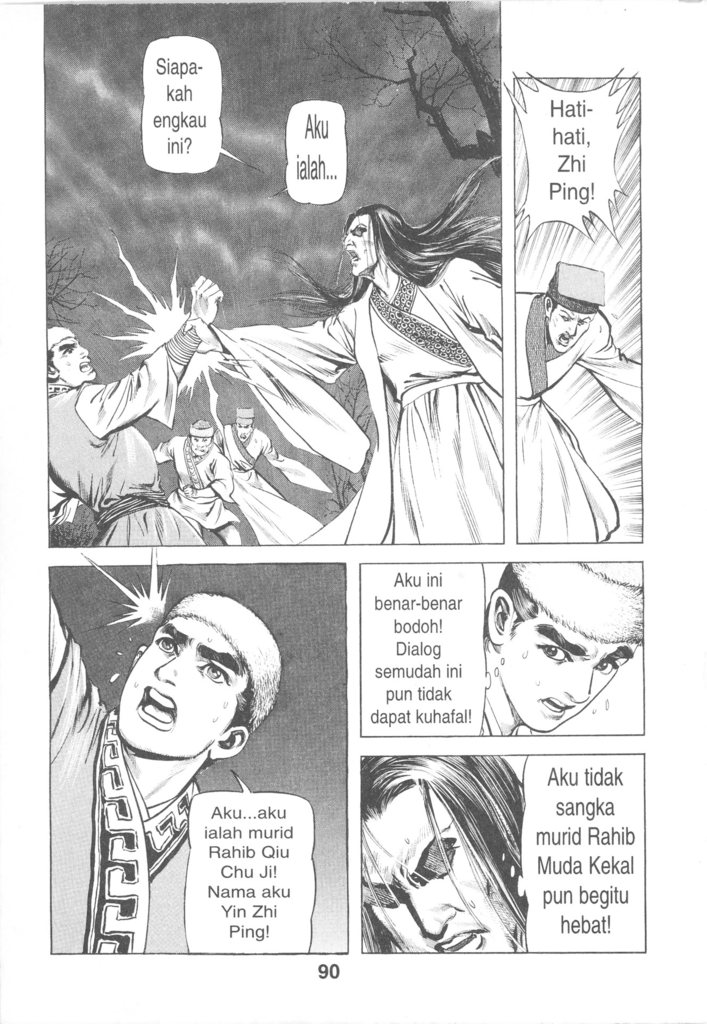 Siapa-
kah
engkau
ini?
Aku
ialah...
Hati-
hati,
Zhi
Ping!
Aku...aku
ialah murid
Rahib Qiu
Chu Ji!
Nama aku
Yin Zhi
Ping!
Aku ini
benar-benar
bodoh!
Dialog
semudah ini
pun tidak
dapat kuhafal!
Aku tidak
sangka
murid Rahib
Muda Kekal
pun begitu
hebat!
90